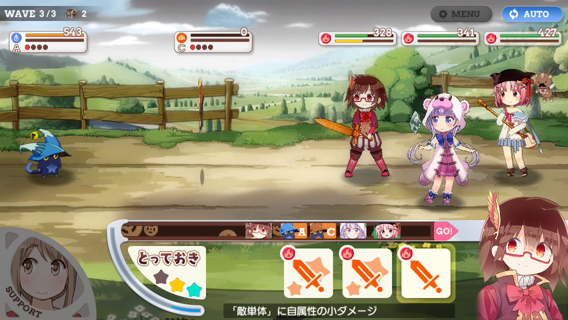 WAVE 3/3 2
MENU
AUTO
543
A
0
C
328
341
427
A C GO!
とっておき
SUPPORT
「敵単体」に自属性の小ダメージ